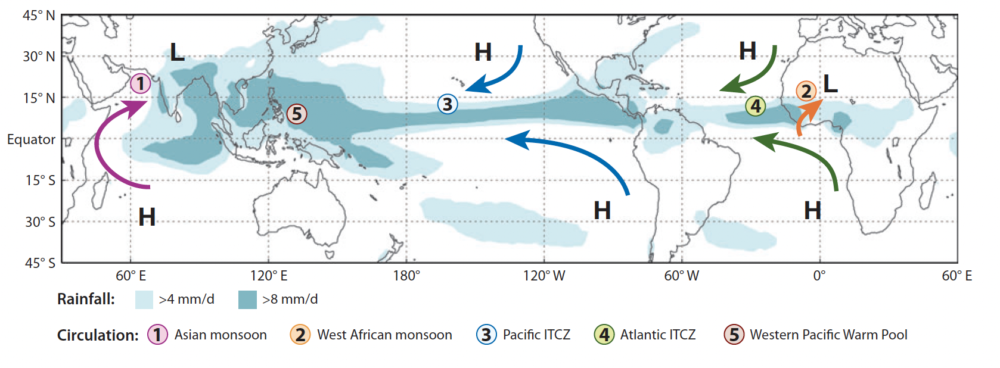 45° N
30° N
15° N
Equator
15° S
30° S
45° S
L
H
H
L
H
H
H
1
2
3
4
5
60° E
120° E
180°
120° W
60° W
0°
60° E
Rainfall: >4 mm/d >8 mm/d
Circulation: 1 Asian monsoon 2 West African monsoon 3 Pacific ITCZ 4 Atlantic ITCZ 5 Western Pacific Warm Pool